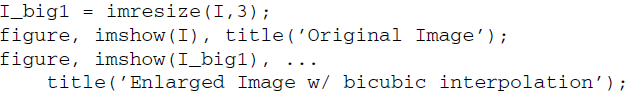 I_big1 = imresize(I,3);
figure, imshow(I), title('Original Image');
figure, imshow(I_big1), ...
    title('Enlarged Image w/ bicubic interpolation');